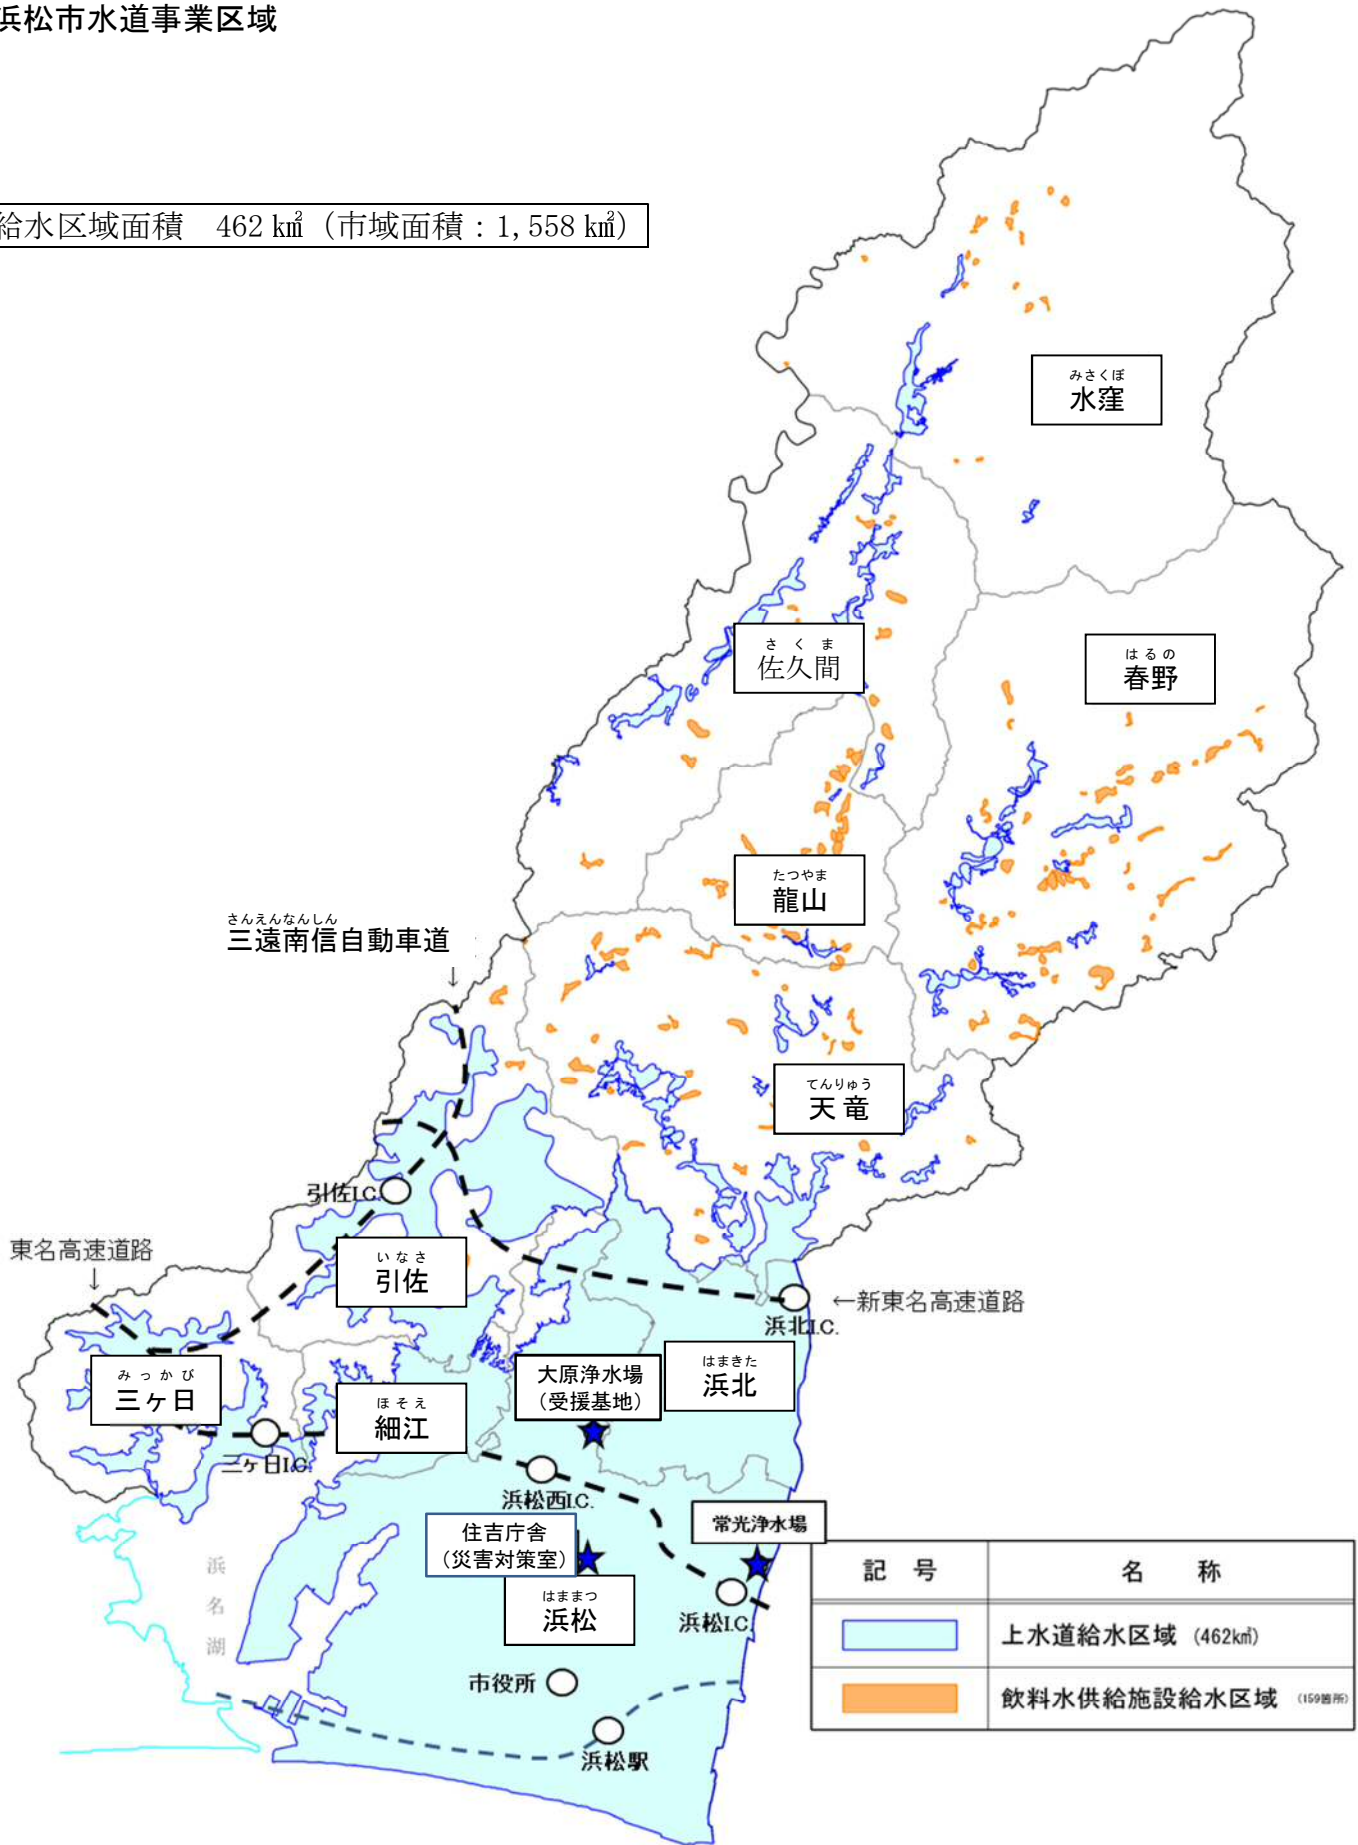 浜松市水道事業区域
給水区域面積　462 ㎢（市域面積：1,558 ㎢）
みさくぼ
水窪
さくま
佐久間
はるの
春野
たつやま
龍山
さんえんなんしん
三遠南信自動車道
↓
てんりゅう
天竜
引佐I.C.
東名高速道路
↓
いなさ
引佐
←新東名高速道路
浜北I.C.
みっかび
三ヶ日
ほそえ
細江
大原浄水場
（受援基地）
はまきた
浜北
三ヶ日I.C.
浜松西I.C.
住吉庁舎
（災害対策室）
常光浄水場
はままつ
浜松
浜松I.C.
浜名湖
市役所
浜松駅
記号　名称
上水道給水区域（462㎢）
飲料水供給施設給水区域（159箇所）